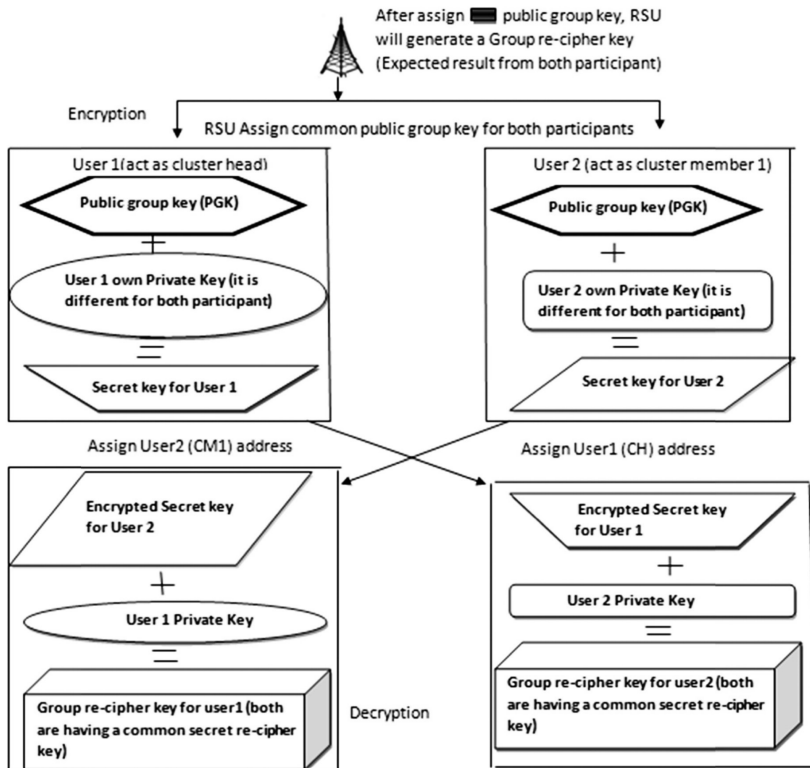 After assign public group key, RSU
will generate a Group re-cipher key
(Expected result from both participant)
Encryption
RSU Assign common public group key for both participants
User 1(act as cluster head)
Public group key (PGK)
+
User 1 own Private Key (it is
different for both participant)
=
Secret key for User 1
User 2 (act as cluster member 1)
Public group key (PGK)
+
User 2 own Private Key (it is
different for both participant)
=
Secret key for User 2
Assign User2 (CM1) address
Assign User1 (CH) address
Encrypted Secret key
for User 2
+
User 1 Private Key
=
Group re-cipher key for user1 (both
are having a common secret re-cipher
key)
Decryption
Encrypted Secret key
for User 1
+
User 2 Private Key
=
Group re-cipher key for user2 (both
are having a common secret re-cipher
key)